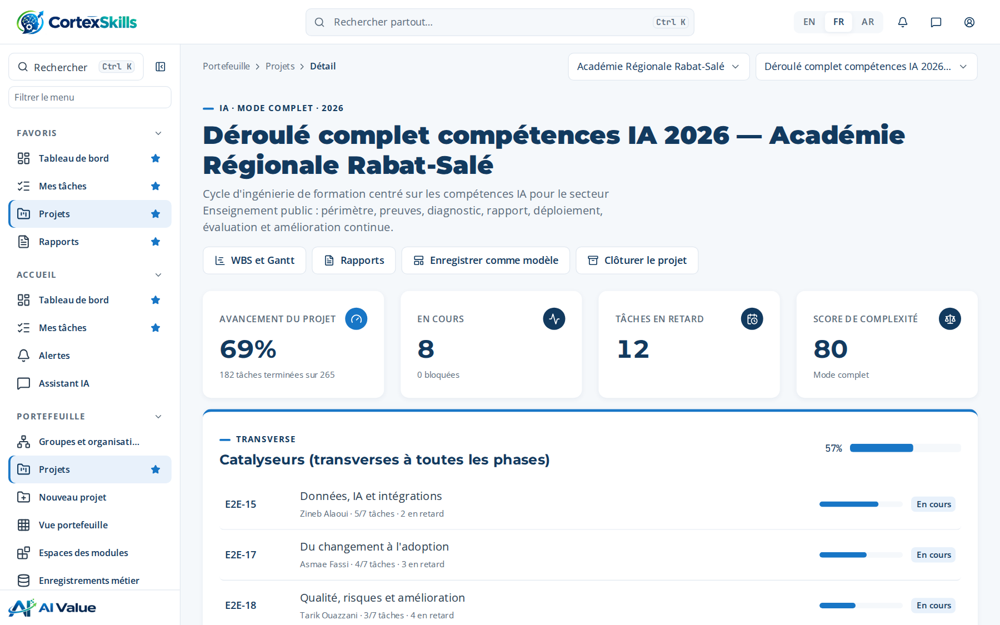 CortexSkills
Rechercher partout...
Ctrl K
EN
FR
AR
Rechercher
Ctrl K
Filtrer le menu
FAVORIS
Tableau de bord
Mes tâches
Projets
Rapports
ACCUEIL
Tableau de bord
Mes tâches
Alertes
Assistant IA
PORTEFEUILLE
Groupes et organisati...
Projets
Nouveau projet
Vue portefeuille
Espaces des modules
Enregistrements métier
AI Value
Portefeuille > Projets > Détail
Académie Régionale Rabat-Salé
Déroulé complet compétences IA 2026...
IA · MODE COMPLET · 2026
Déroulé complet compétences IA 2026 — Académie
Régionale Rabat-Salé
Cycle d'ingénierie de formation centré sur les compétences IA pour le secteur
Enseignement public : périmètre, preuves, diagnostic, rapport, déploiement,
évaluation et amélioration continue.
WBS et Gantt
Rapports
Enregistrer comme modèle
Clôturer le projet
AVANCEMENT DU PROJET
69%
182 tâches terminées sur 265
EN COURS
8
0 bloquées
TÂCHES EN RETARD
12
SCORE DE COMPLEXITÉ
80
Mode complet
TRANSVERSE
Catalyseurs (transverses à toutes les phases)
57%
E2E-15
Données, IA et intégrations
Zineb Alaoui · 5/7 tâches · 2 en retard
En cours
E2E-17
Du changement à l'adoption
Asmae Fassi · 4/7 tâches · 3 en retard
En cours
E2E-18
Qualité, risques et amélioration
Tarik Ouazzani · 3/7 tâches · 4 en retard
En cours